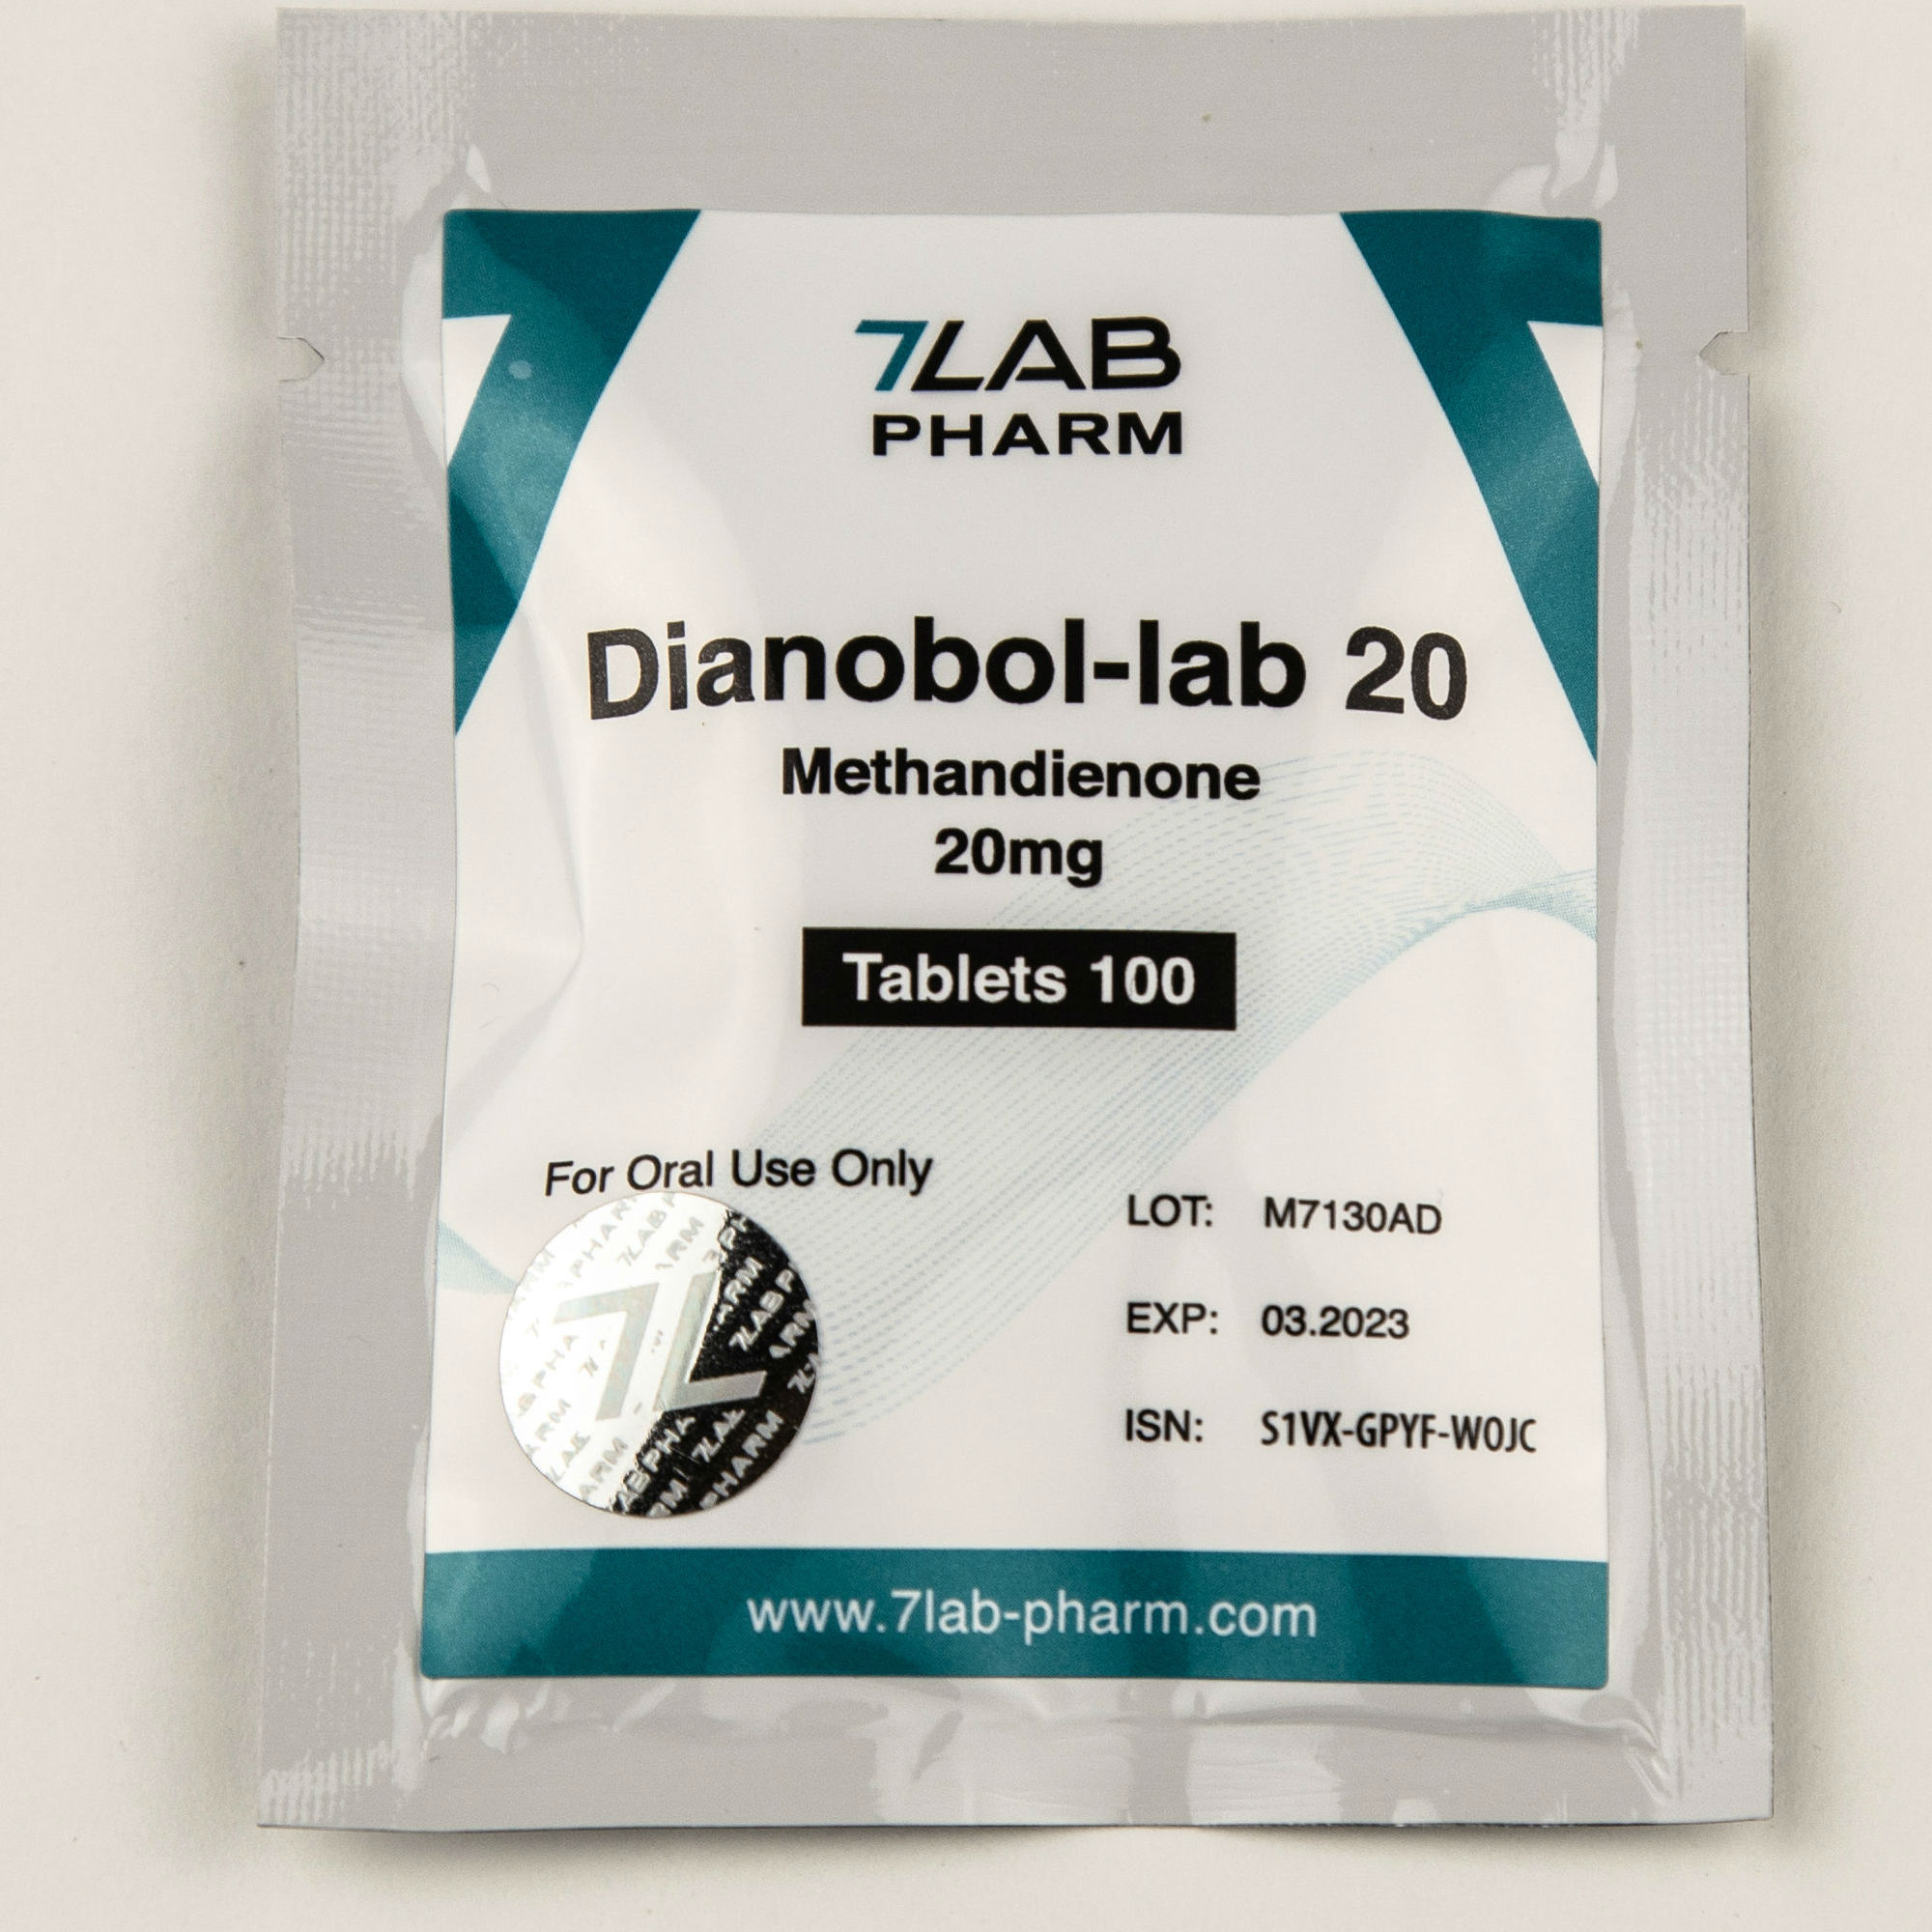 7LAB
PHARM
Dianobol-lab 20
Methandienone
20mg
Tablets 100
For Oral Use Only
LOT: M7130AD
EXP: 03.2023
ISN: S1VX-GPYF-W0JC
7L
www.7lab-pharm.com